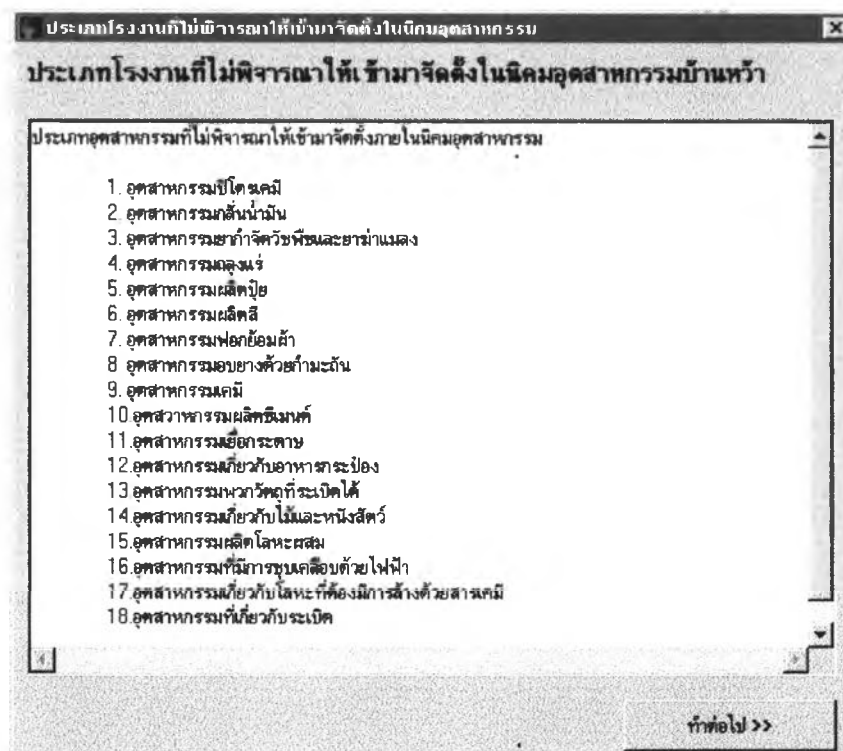 ประเภทโรงงานที่ไม่พิจารณาให้เข้ามาจัดตั้งในนิคมอุตสาหกรรม
ประเภทโรงงานที่ไม่พิจารณาให้เข้ามาจัดตั้งในนิคมอุตสาหกรรมบ้านหว้า
ประเภทอุตสาหกรรมที่ไม่พิจารณาให้เข้ามาจัดตั้งภายในนิคมอุตสาหกรรม
1. อุตสาหกรรมปิโตรเคมี
2. อุตสาหกรรมกลั่นน้ำมัน
3. อุตสาหกรรมยากำจัดวัชพืชและยาฆ่าแมลง
4. อุตสาหกรรมถลุงแร่
5. อุตสาหกรรมผลิตปุ๋ย
6. อุตสาหกรรมผลิตสี
7. อุตสาหกรรมฟอกย้อมผ้า
8 อุตสาหกรรมอบยางด้วยกำมะถัน
9. อุตสาหกรรมเคมี
10.อุตสวาหกรรมผลิตซีเมนต์
11.อุตสาหกรรมเยื่อกระดาษ
12.อุตสาหกรรมเกี่ยวกับอาหารกระป๋อง
13.อุตสาหกรรมพวกวัตถุที่ระเบิดได้
14.อุตสาหกรรมเกี่ยวกับไม้และหนังสัตว์
15.อุตสาหกรรมผลิตโลหะผสม
16.อุตสาหกรรมที่มีการชุบเคลือบด้วยไฟฟ้า
17.อุตสาหกรรมเกี่ยวกับโลหะที่ต้องมีการล้างด้วยสารเคมี
18.อุตสาหกรรมที่เกี่ยวกับระเบิด
ทำต่อไป >>